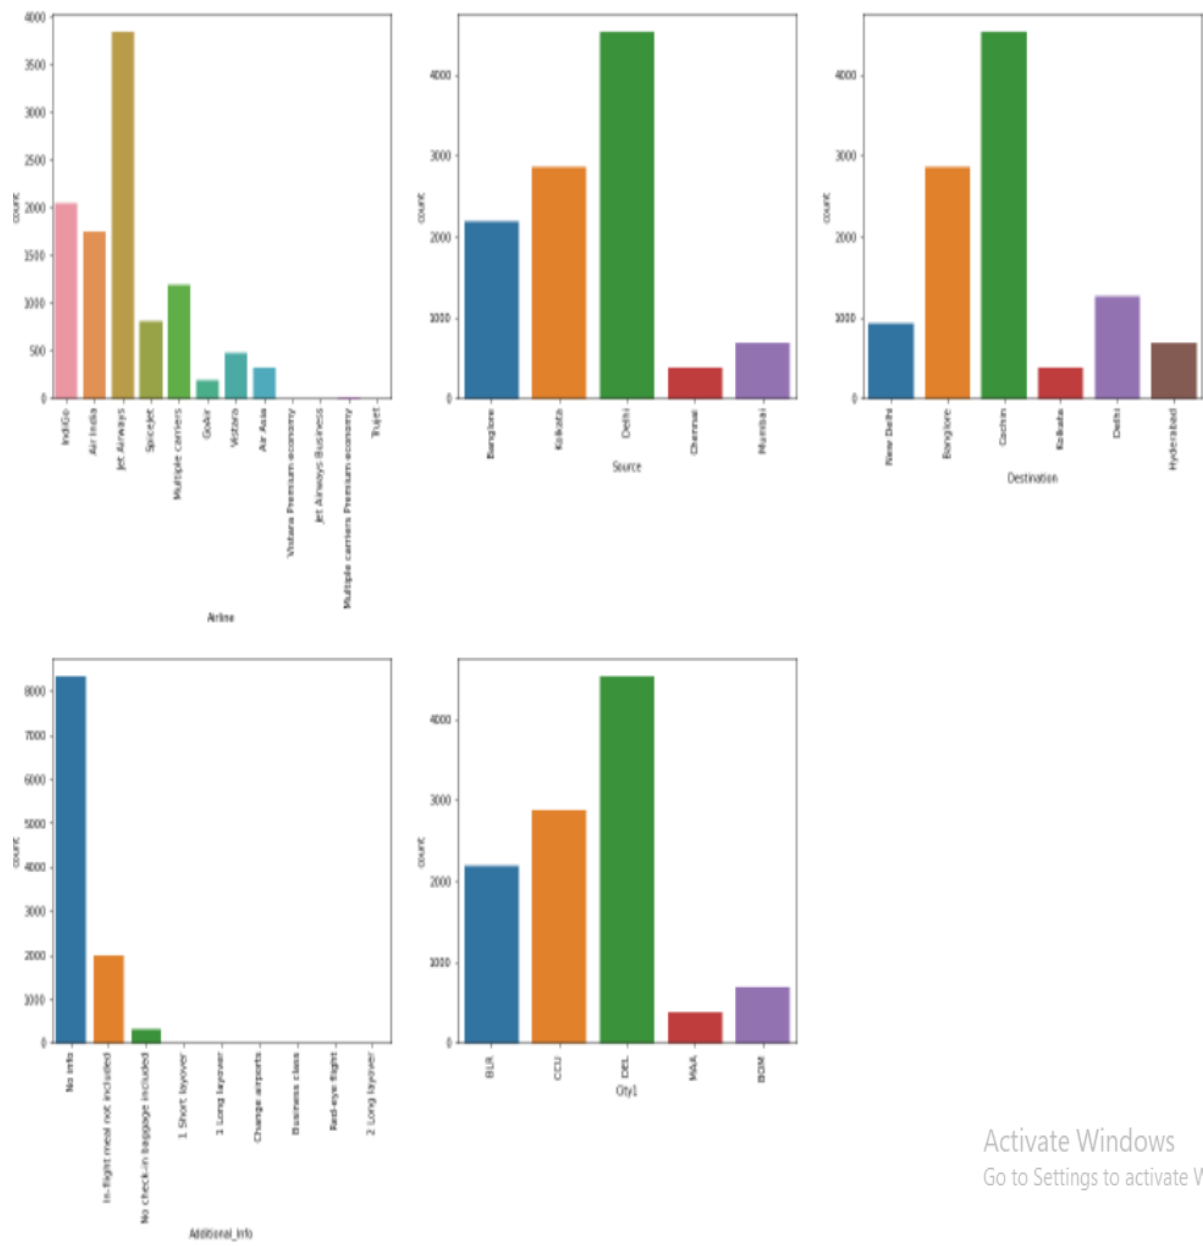 4000
3500
3000
2500
2000
1500
1000
500
0
count
IndiGo
Air India
Jet Airways
SpiceJet
Multiple carriers
GoAir
Vistara
Air Asia
Vistara Premium economy
Jet Airways Business
Multiple carriers Premium economy
Trujet
Airline
4000
3000
2000
1000
0
count
Banglore
Kolkata
Delhi
Chennai
Mumbai
Source
4000
3000
2000
1000
0
count
New Delhi
Banglore
Cochin
Kolkata
Delhi
Hyderabad
Destination
8000
7000
6000
5000
4000
3000
2000
1000
0
count
No info
In-flight meal not included
No check-in baggage included
1 Short layover
1 Long layover
Change airports
Business class
Red-eye flight
2 Long layover
Additional_Info
4000
3000
2000
1000
0
count
BLR
CCU
DEL
MAA
BOM
City1
Activate Windows
Go to Settings to activate W